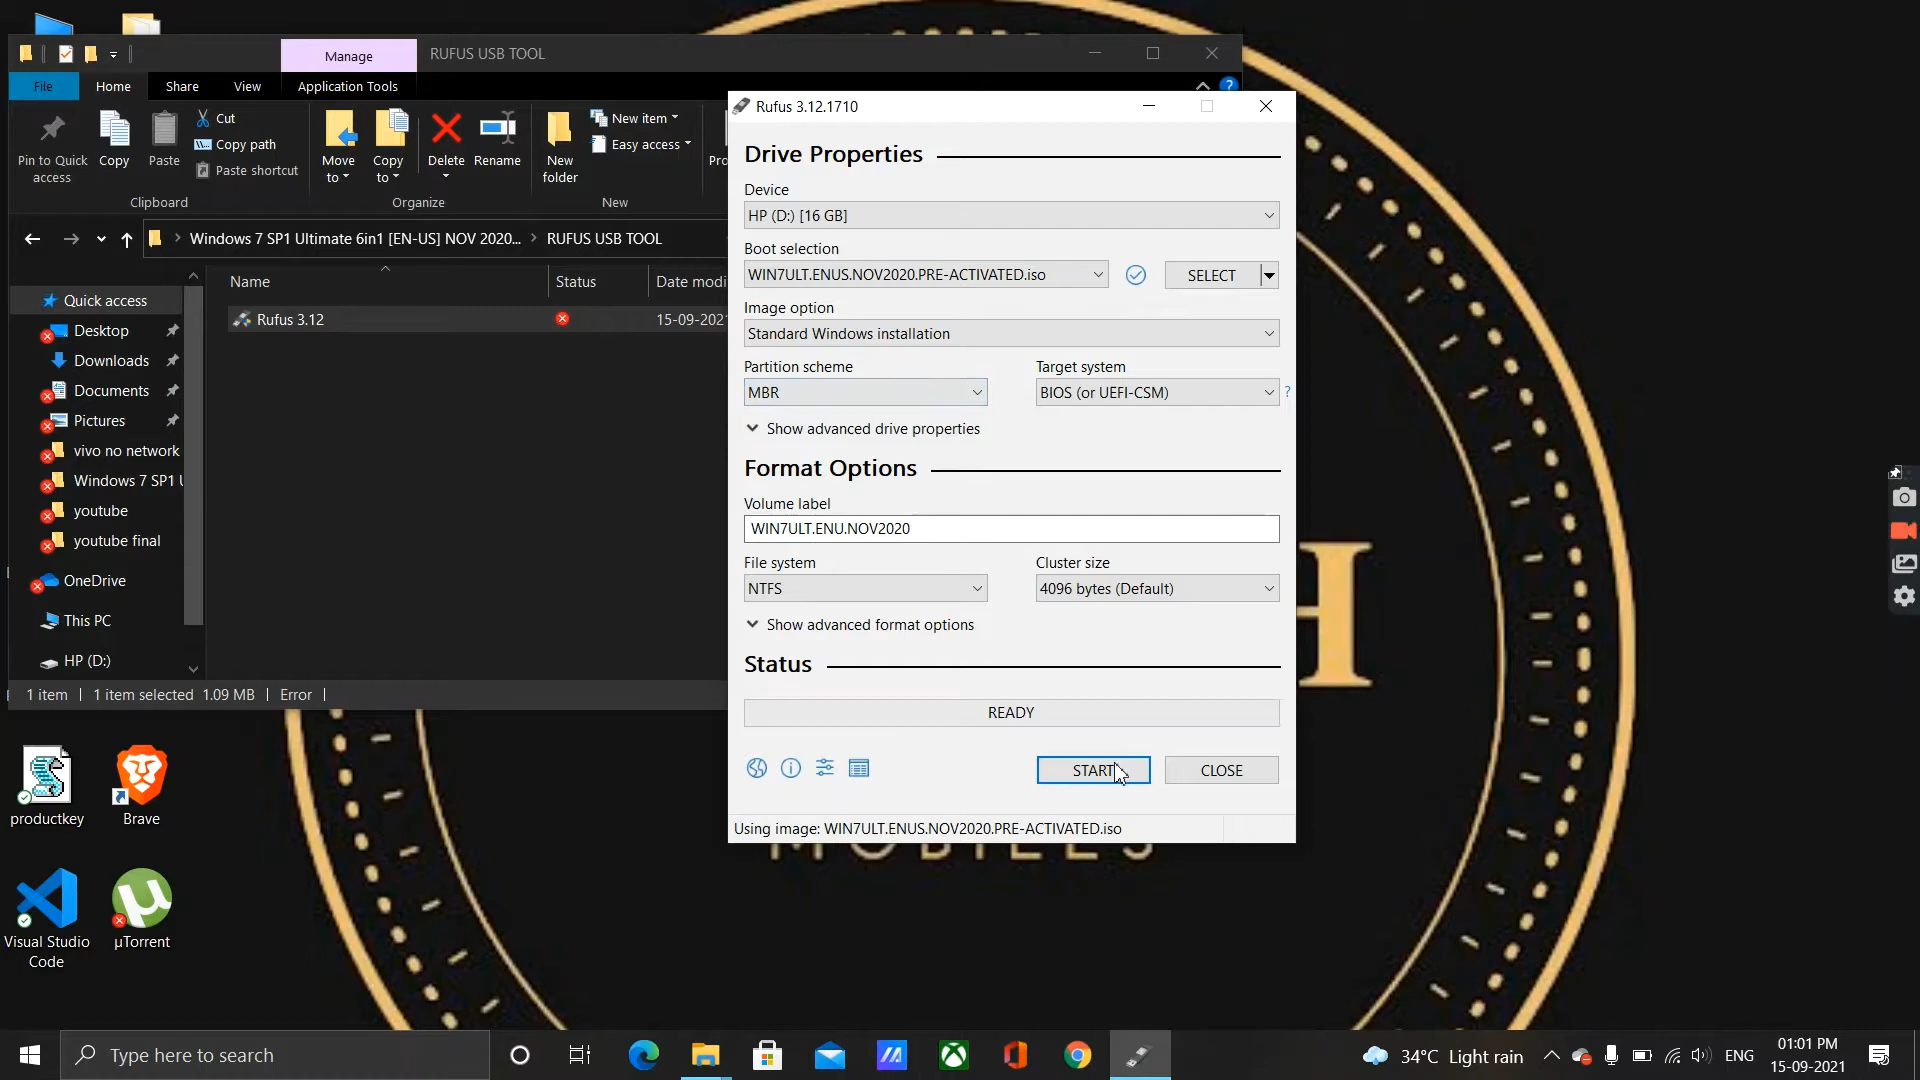 Manage
RUFUS USB TOOL
File
Home
Share
View
Application Tools
Pin to Quick access
Copy
Paste
Cut
Copy path
Paste shortcut
Clipboard
Move to
Copy to
Delete
Rename
Organize
New folder
New item
Easy access
New
Windows 7 SP1 Ultimate 6in1 [EN-US] NOV 2020...
RUFUS USB TOOL
Name
Status
Date modi
Rufus 3.12
15-09-2021
Quick access
Desktop
Downloads
Documents
Pictures
vivo no network
Windows 7 SP1 U
youtube
youtube final
OneDrive
This PC
HP (D:)
1 item
1 item selected 1.09 MB
Error
Rufus 3.12.1710
Drive Properties
Device
HP (D:) [16 GB]
Boot selection
WIN7ULT.ENUS.NOV2020.PRE-ACTIVATED.iso
SELECT
Image option
Standard Windows installation
Partition scheme
Target system
MBR
BIOS (or UEFI-CSM)
?
Show advanced drive properties
Format Options
Volume label
WIN7ULT.ENU.NOV2020
File system
Cluster size
NTFS
4096 bytes (Default)
Show advanced format options
Status
READY
START
CLOSE
Using image: WIN7ULT.ENUS.NOV2020.PRE-ACTIVATED.iso
H
MOBILES
productkey
Brave
Visual Studio Code
µTorrent
Type here to search
34°C Light rain
ENG
01:01 PM
15-09-2021